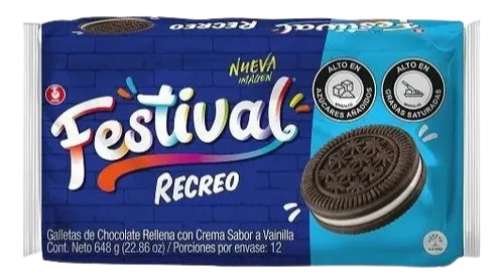 NUEVA
IMAGEN
Festival
RECREO
ALTO EN
AZÚCARES AÑADIDOS
ALTO EN
GRASAS SATURADAS
Galletas de Chocolate Rellena con Crema Sabor a Vainilla
Cont. Neto 648 g (22.86 oz) / Porciones por envase: 12